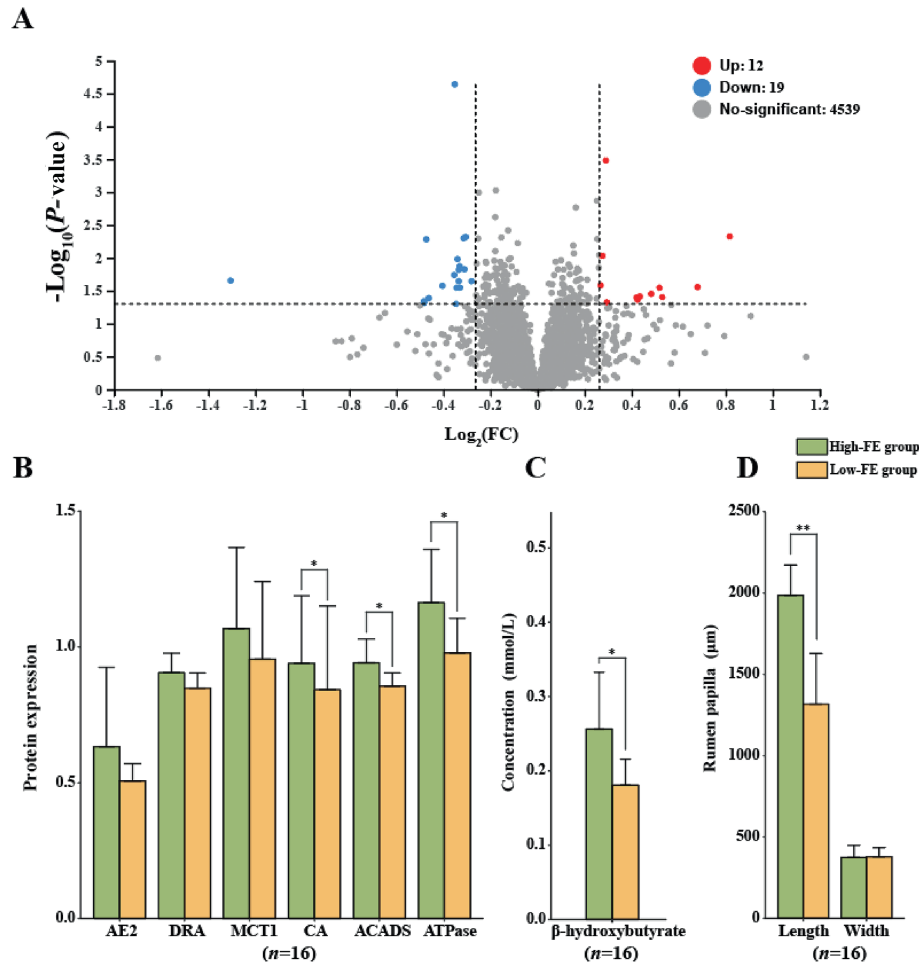 A
Up: 12
Down: 19
No-significant: 4539
-Log10(P-value)
5
4.5
4
3.5
3
2.5
2
1.5
1
0.5
0
-1.8 -1.6 -1.4 -1.2 -1 -0.8 -0.6 -0.4 -0.2 0 0.2 0.4 0.6 0.8 1 1.2
Log2(FC)
High-FE group
Low-FE group
B
Protein expression
1.5
1.0
0.5
0.0
* * *
AE2 DRA MCT1 CA ACADS ATPase
(n=16)
C
Concentration (mmol/L)
0.5
0.4
0.3
0.2
0.1
0.0
*
β-hydroxybutyrate
(n=16)
D
Rumen papilla (μm)
2500
2000
1500
1000
500
0
**
Length Width
(n=16)